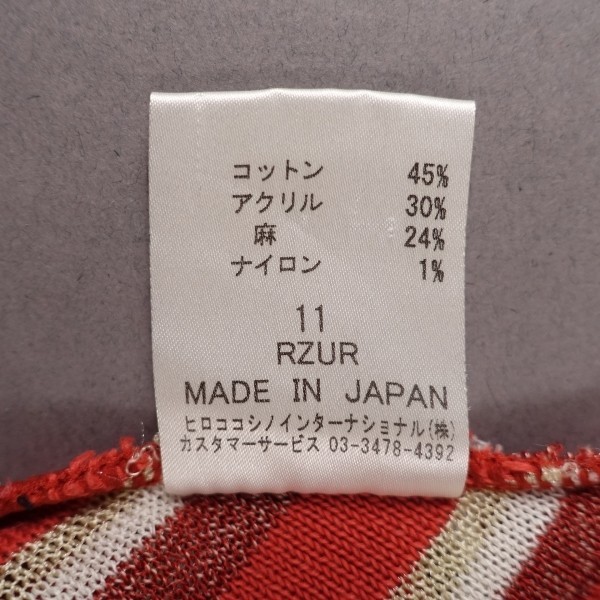 コットン 45%
アクリル 30%
麻 24%
ナイロン 1%
11
RZUR
MADE IN JAPAN
ヒロココシノインターナショナル(株)
カスタマーサービス 03-3478-4392